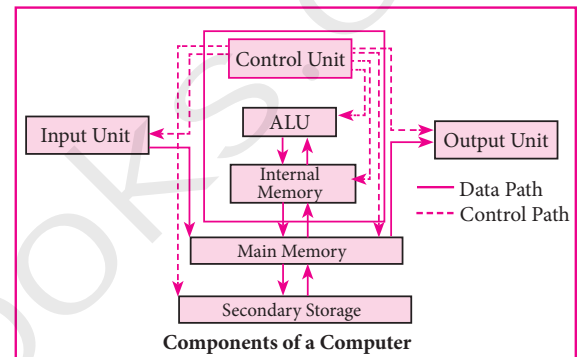 Control Unit
ALU
Input Unit
Output Unit
Internal
Memory
Data Path
Control Path
Main Memory
Secondary Storage
Components of a Computer
ooks.